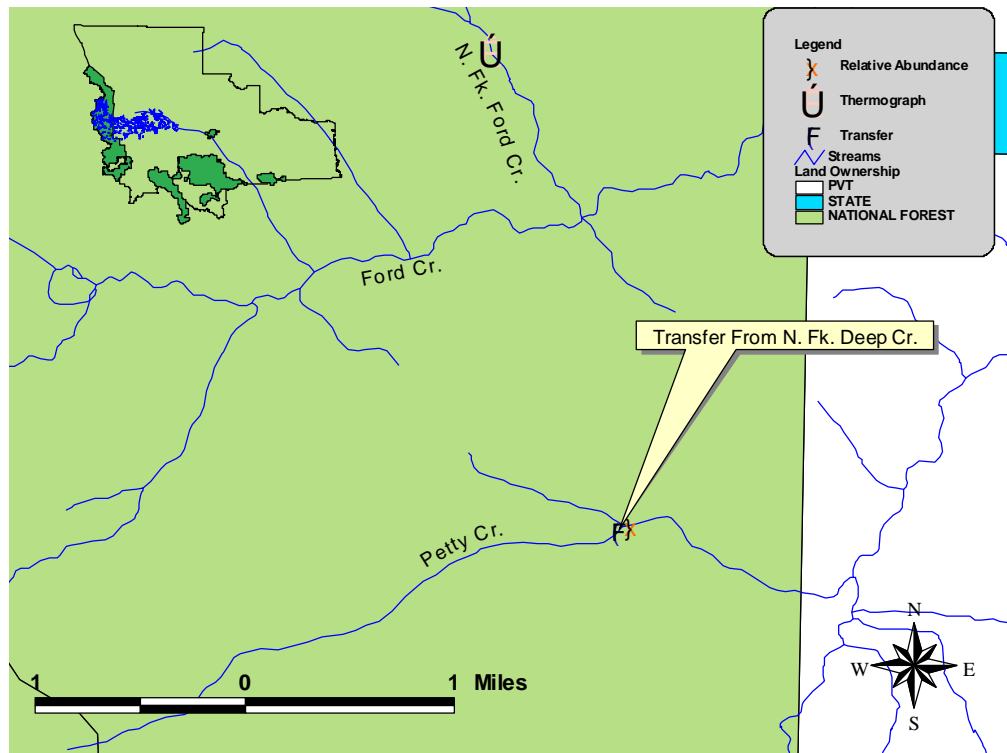 N. Fk. Ford Cr.
Ú
Legend
Relative Abundance
Ú
Thermograph
F
Transfer
Streams
Land Ownership
PVT
STATE
NATIONAL FOREST
Ford Cr.
Transfer From N. Fk. Deep Cr.
F
Petty Cr.
N
W
E
S
1
0
1
Miles